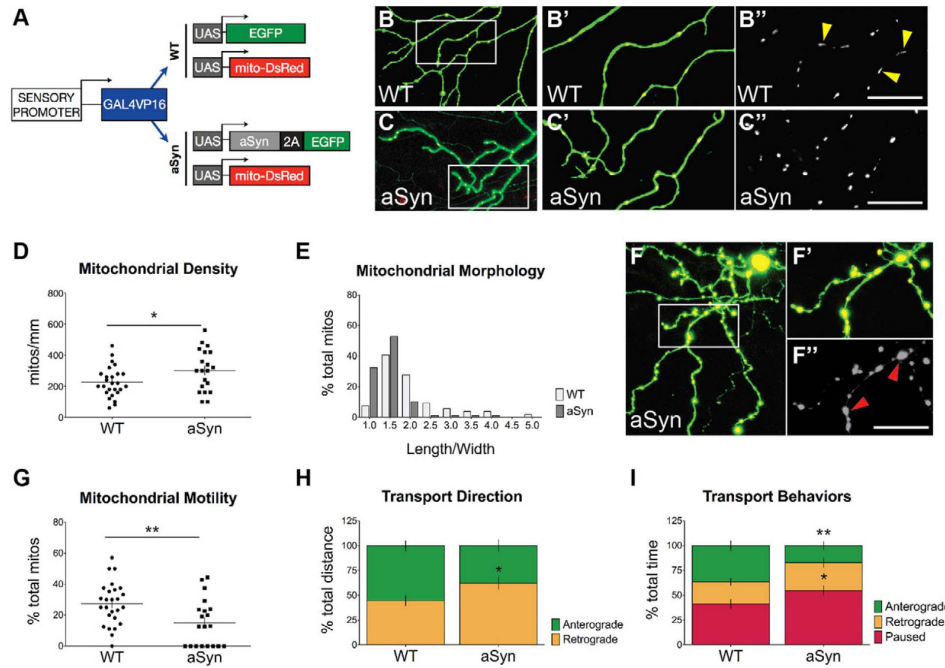 A
SENSORY
PROMOTER
GAL4VP16
WT
UAS
EGFP
UAS
mito-DsRed
aSyn
UAS
aSyn
2A
EGFP
UAS
mito-DsRed
B
WT
B'
WT
B"
C
aSyn
C'
aSyn
C"
D
Mitochondrial Density
mitos/mm
800
600
400
200
0
*
WT
aSyn
E
Mitochondrial Morphology
% total mitos
80
60
40
20
0
1.0 1.5 2.0 2.5 3.0 3.5 4.0 4.5 5.0
Length/Width
WT
aSyn
F
aSyn
F'
F"
G
Mitochondrial Motility
% total mitos
80
60
40
20
0
**
WT
aSyn
H
Transport Direction
% total distance
125
100
75
50
25
0
*
WT
aSyn
Anterograde
Retrograde
I
Transport Behaviors
% total time
125
100
75
50
25
0
**
*
WT
aSyn
Anterograde
Retrograde
Paused